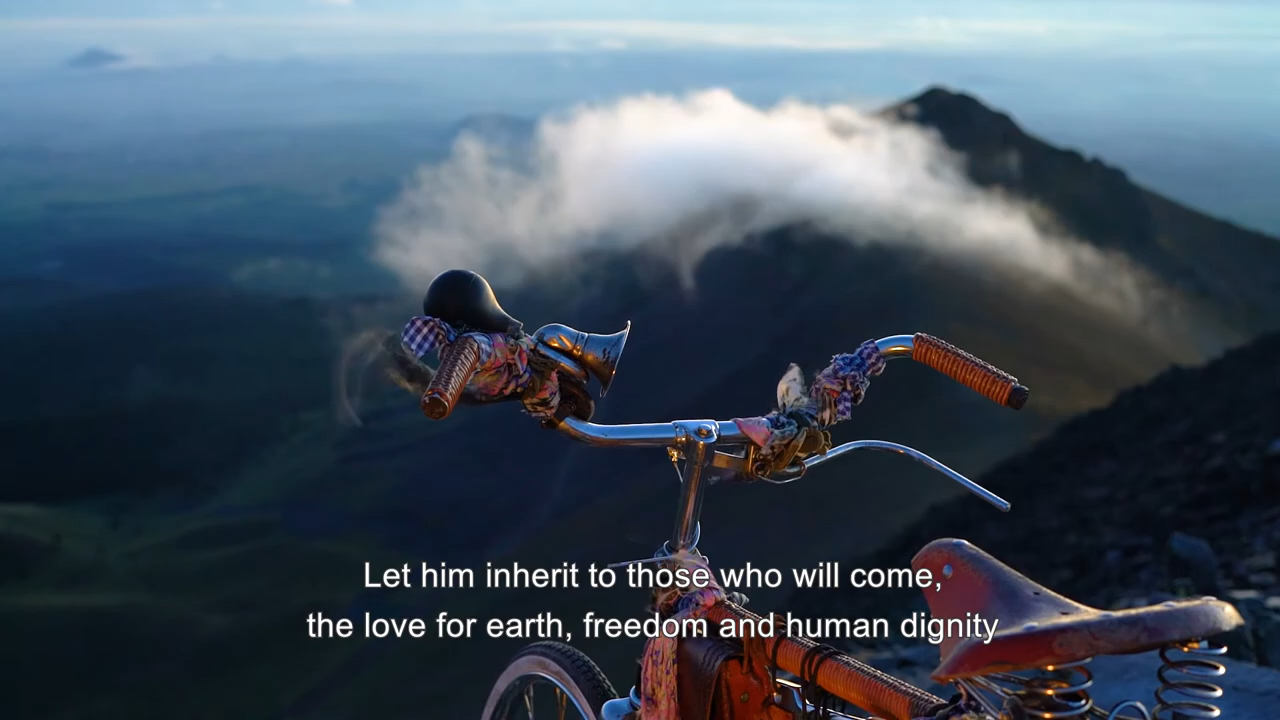 Let him inherit to those who will come,
the love for earth, freedom and human dignity